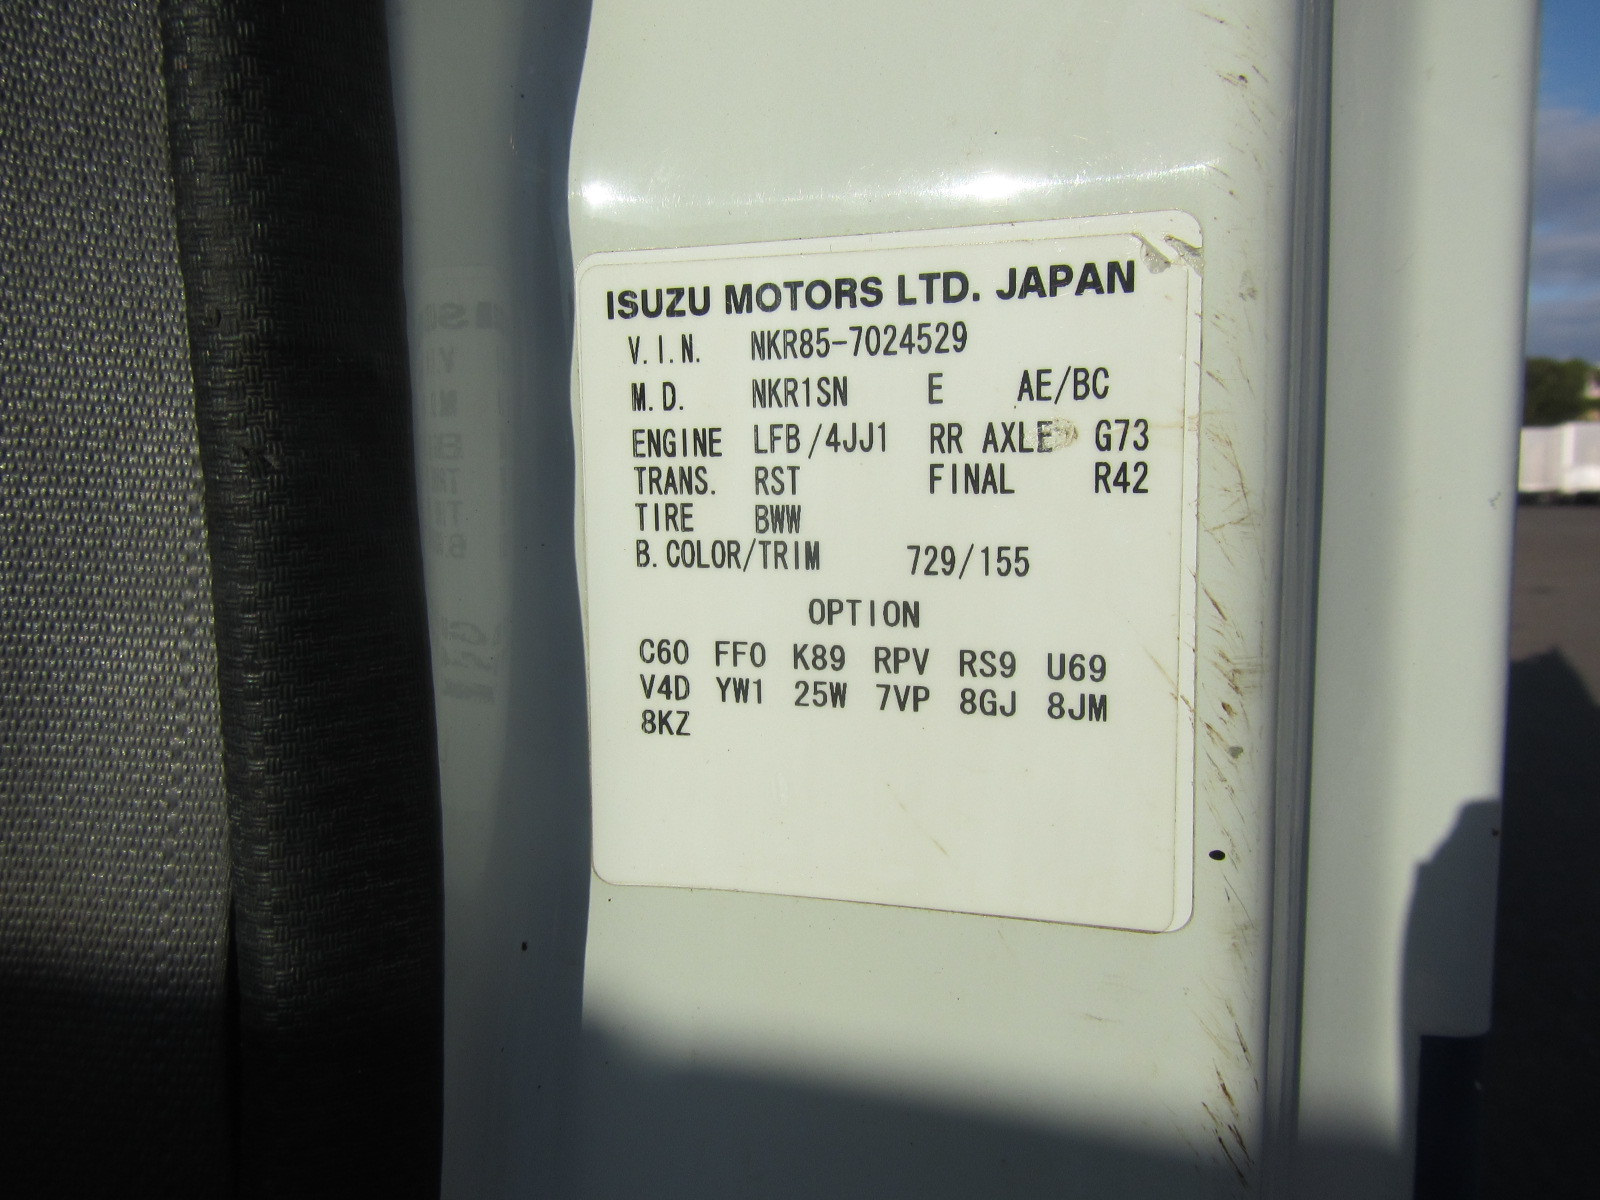 ISUZU MOTORS LTD. JAPAN
V.I.N. NKR85-7024529
M.D. NKR1SN E AE/BC
ENGINE LFB/4JJ1 RR AXLE G73
TRANS. RST FINAL R42
TIRE BWW
B.COLOR/TRIM 729/155
OPTION
C60 FF0 K89 RPV RS9 U69
V4D YW1 25W 7VP 8GJ 8JM
8KZ